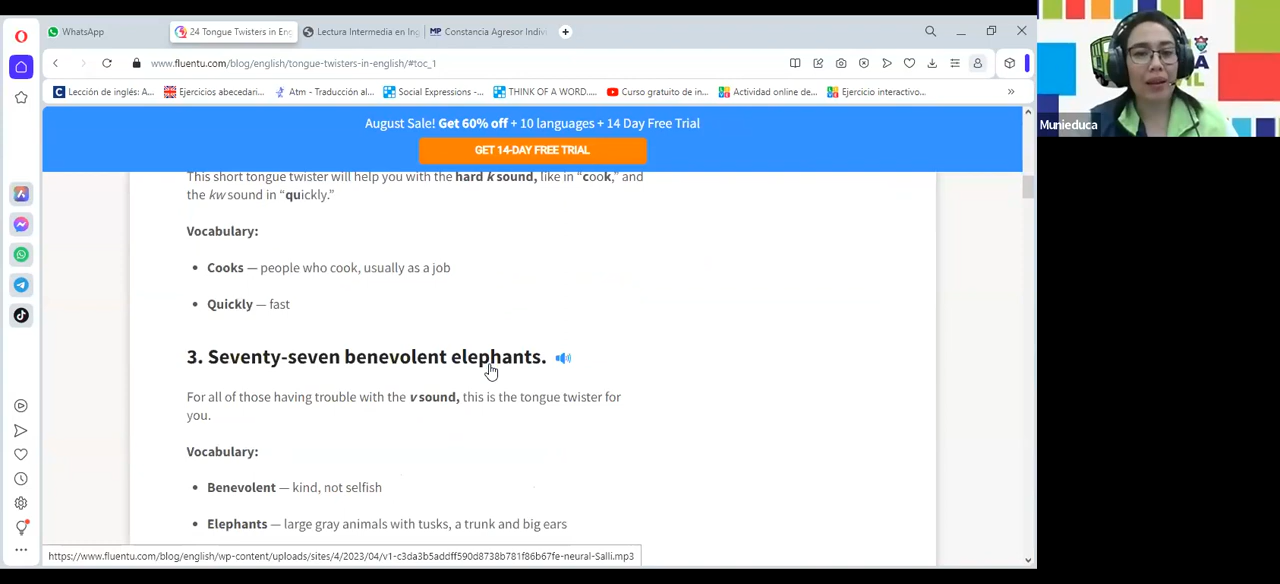 WhatsApp
24 Tongue Twisters in Eng
Lectura Intermedia en Ing
MP Constancia Agresor Indivi
www.fluentu.com/blog/english/tongue-twisters-in-english/#toc_1
Lección de inglés: A...
Ejercicios abecedari...
Atm - Traducción al...
Social Expressions -...
THINK OF A WORD....
Curso gratuito de in...
Actividad online de...
Ejercicio interactivo...
August Sale! Get 60% off + 10 languages + 14 Day Free Trial
GET 14-DAY FREE TRIAL
This short tongue twister will help you with the hard k sound, like in “cook,” and
the kw sound in “quickly.”
Vocabulary:
• Cooks — people who cook, usually as a job
• Quickly — fast
3. Seventy-seven benevolent elephants.
For all of those having trouble with the v sound, this is the tongue twister for
you.
Vocabulary:
• Benevolent — kind, not selfish
• Elephants — large gray animals with tusks, a trunk and big ears
https://www.fluentu.com/blog/english/wp-content/uploads/sites/4/2023/04/v1-c3da3b5addff590d8738b781f86b67fe-neural-Salli.mp3
Munieduca